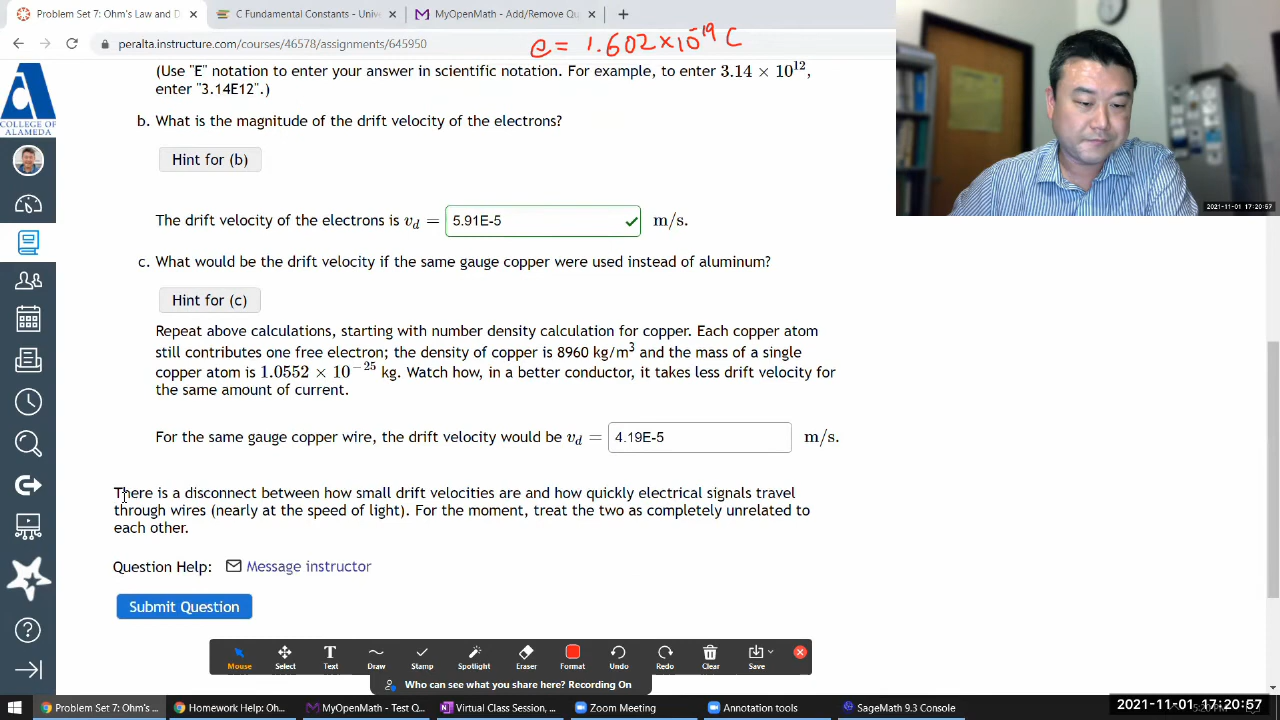 Problem Set 7: Ohm's Law and D
C Fundamental Constants - Unive
MyOpenMath - Add/Remove Qu
peralta.instructure.com/courses/46578/assignments/645950
e = 1.602×10⁻¹⁹ C
COLLEGE OF
ALAMEDA
(Use "E" notation to enter your answer in scientific notation. For example, to enter 3.14 × 10¹²,
enter "3.14E12".)
b. What is the magnitude of the drift velocity of the electrons?
Hint for (b)
2021-11-01 17:20:57
The drift velocity of the electrons is v_d = 5.91E-5 m/s.
c. What would be the drift velocity if the same gauge copper were used instead of aluminum?
Hint for (c)
Repeat above calculations, starting with number density calculation for copper. Each copper atom
still contributes one free electron; the density of copper is 8960 kg/m³ and the mass of a single
copper atom is 1.0552 × 10⁻²⁵ kg. Watch how, in a better conductor, it takes less drift velocity for
the same amount of current.
For the same gauge copper wire, the drift velocity would be v_d = 4.19E-5 m/s.
There is a disconnect between how small drift velocities are and how quickly electrical signals travel
through wires (nearly at the speed of light). For the moment, treat the two as completely unrelated to
each other.
Question Help: Message instructor
Submit Question
Mouse Select Text Draw Stamp Spotlight Eraser Format Undo Redo Clear Save
Who can see what you share here? Recording On
Problem Set 7: Ohm's ...
Homework Help: Oh...
MyOpenMath - Test Q...
Virtual Class Session, ...
Zoom Meeting
Annotation tools
SageMath 9.3 Console
2021-11-01 17:20:57